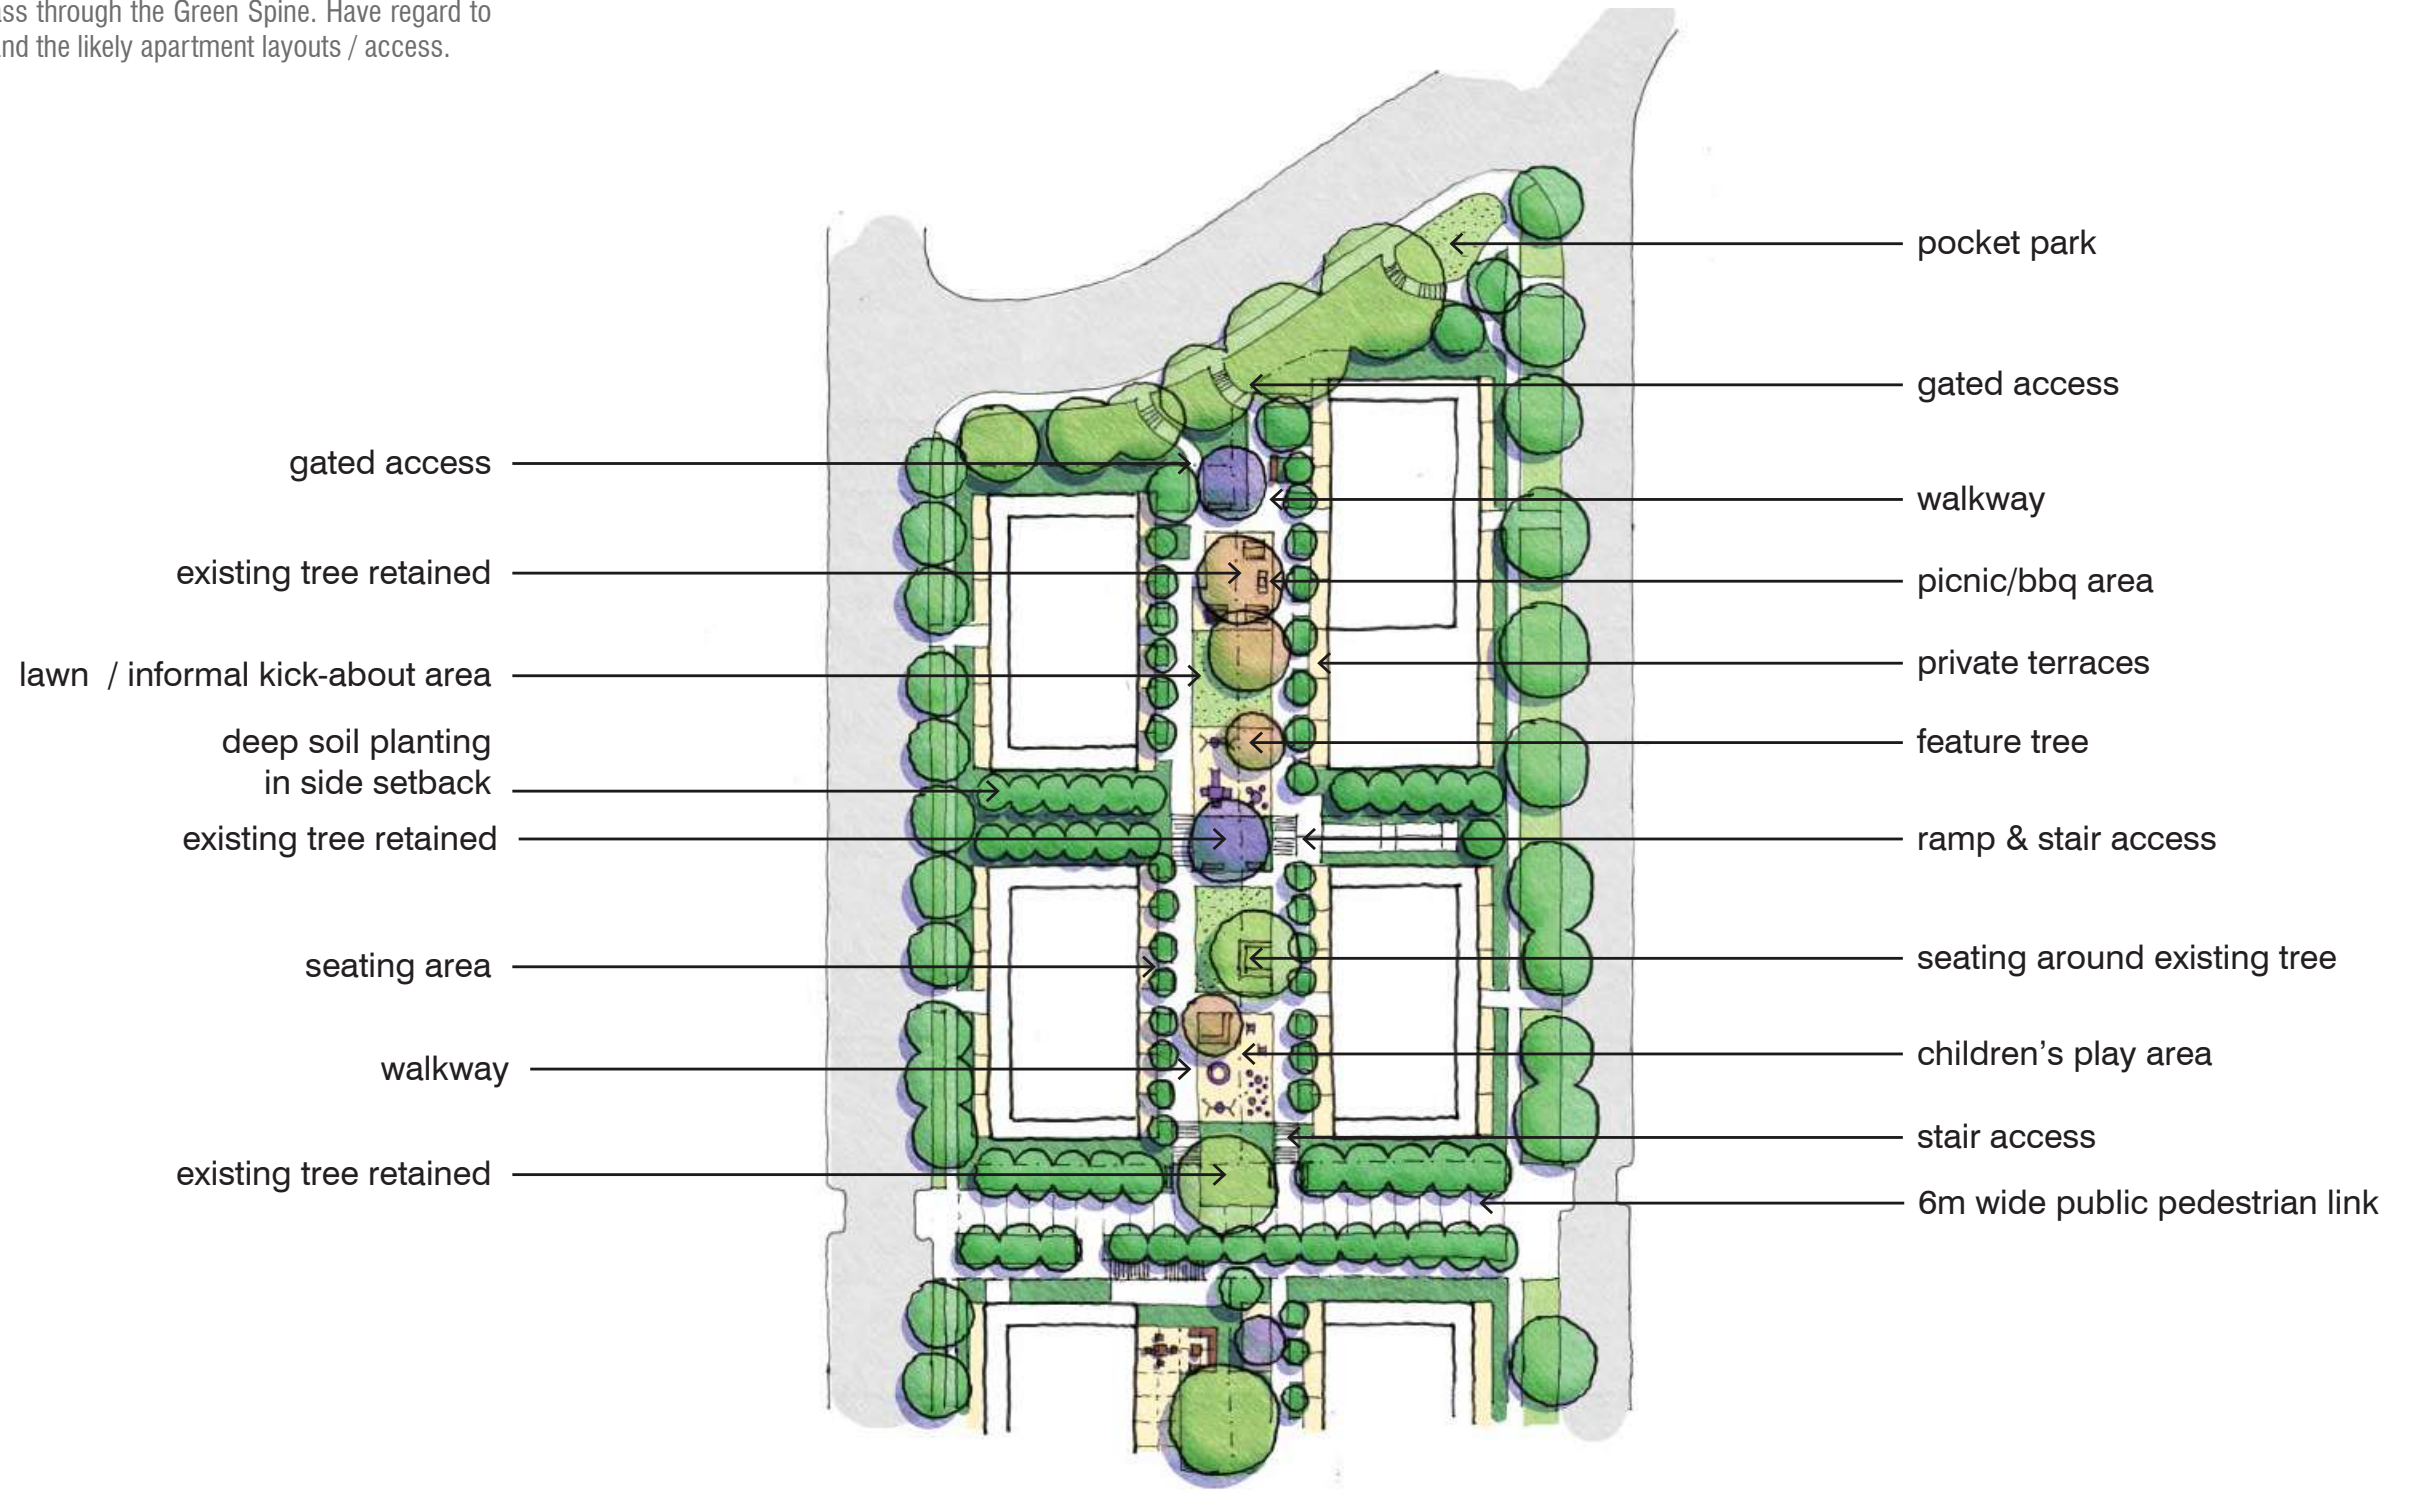 through the Green Spine. Have regard to
the likely apartment layouts / access.
gated access
existing tree retained
lawn / informal kick-about area
deep soil planting
in side setback
existing tree retained
seating area
walkway
existing tree retained
pocket park
gated access
walkway
picnic/bbq area
private terraces
feature tree
ramp & stair access
seating around existing tree
children’s play area
stair access
6m wide public pedestrian link